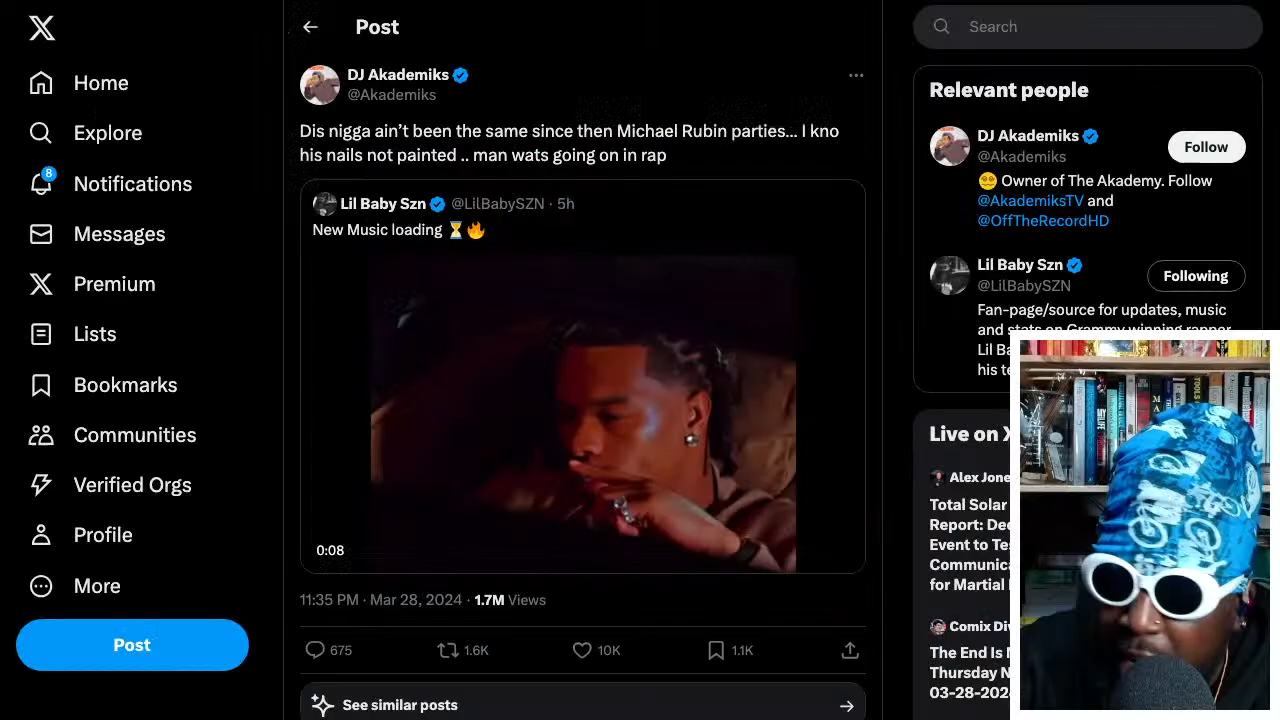 Post
Search
Home
Explore
8
Notifications
Messages
Premium
Lists
Bookmarks
Communities
Verified Orgs
Profile
More
Post
DJ Akademiks
@Akademiks
Dis nigga ain’t been the same since then Michael Rubin parties... I kno
his nails not painted .. man wats going on in rap
Lil Baby Szn @LilBabySZN · 5h
New Music loading ⏳🔥
0:08
11:35 PM · Mar 28, 2024 · 1.7M Views
675
1.6K
10K
1.1K
See similar posts
Relevant people
DJ Akademiks
@Akademiks
Follow
😵‍💫 Owner of The Akademy. Follow
@AkademiksTV and
@OffTheRecordHD
Lil Baby Szn
@LilBabySZN
Following
Fan-page/source for updates, music
and stats on Grammy winning rapper
Lil Ba
his te
Live on X
Alex Jone
Total Solar
Report: Dec
Event to Tes
Communica
for Martial
Comix Div
The End Is N
Thursday N
03-28-202